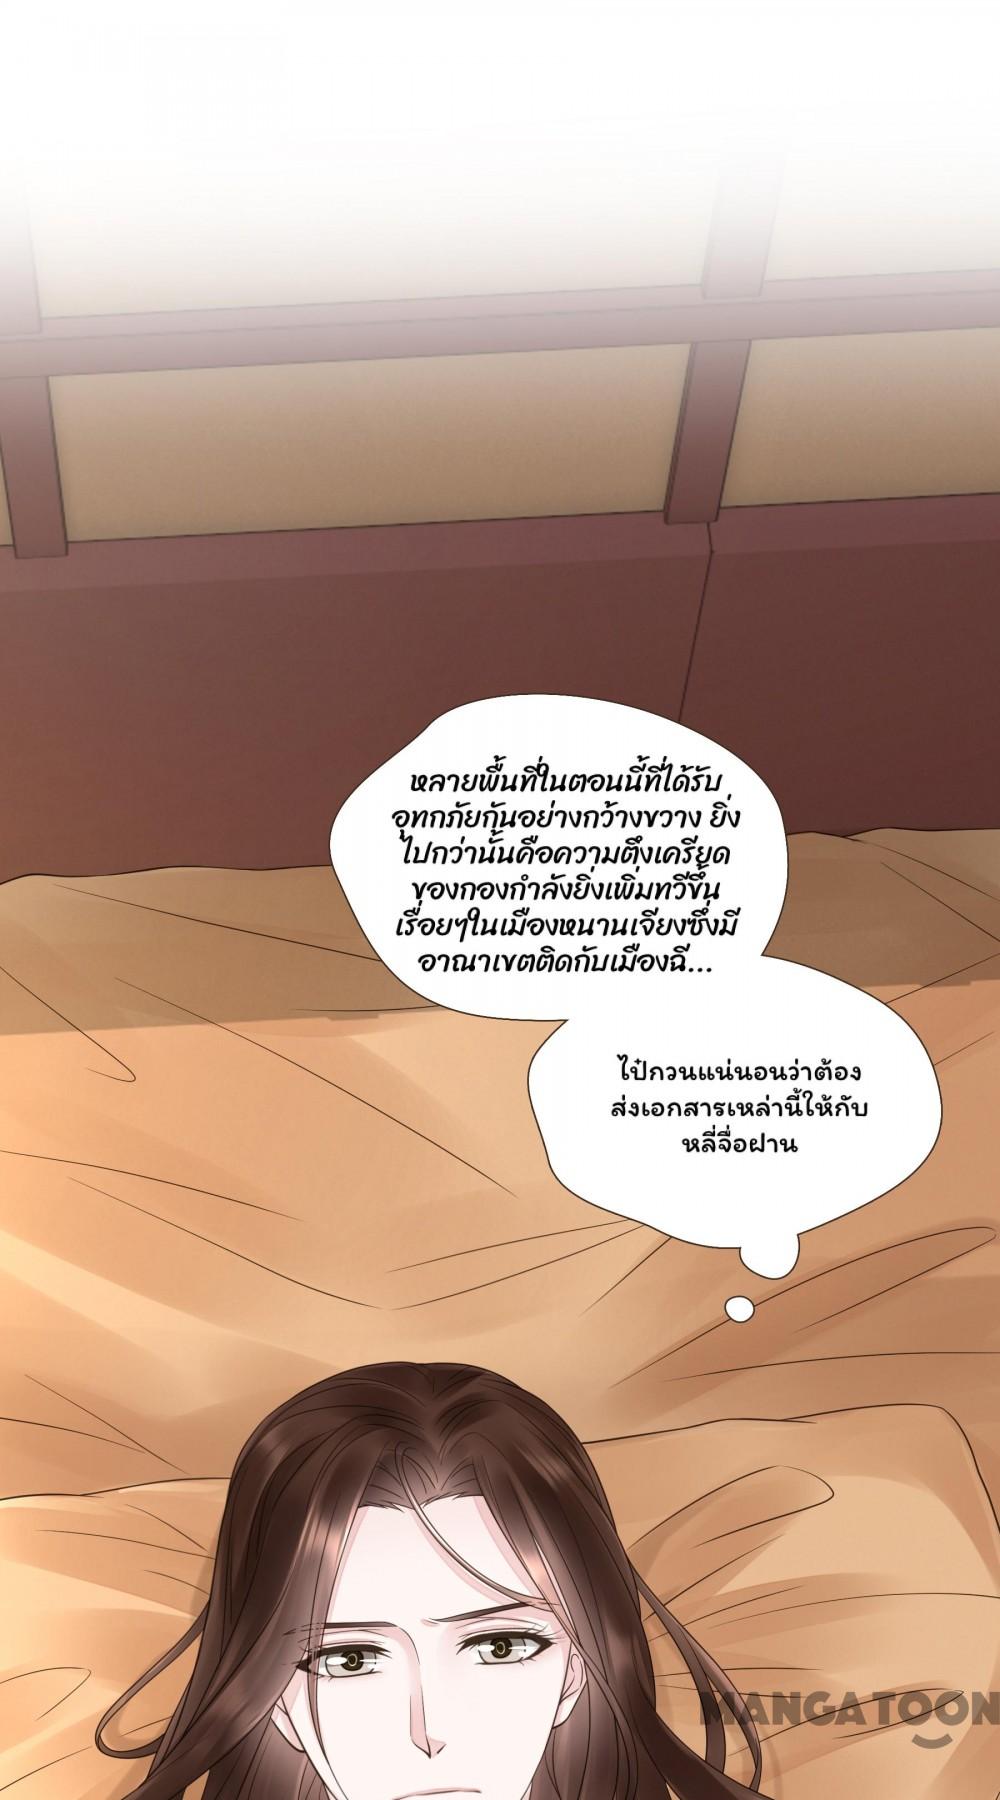 หลายพื้นที่ในตอนนี้ที่ได้รับ
อุทกภัยกันอย่างกว้างขวาง ยิ่ง
ไปกว่านั้นคือความตึงเครียด
ของกองกำลังยิ่งเพิ่มทวีขึ้น
เรื่อยๆในเมืองหนานเจียงซึ่งมี
อาณาเขตติดกับเมืองฉี...
ไป๋กวนแน่นอนว่าต้อง
ส่งเอกสารเหล่านี้ให้กับ
หลี่จื่อฝาน
MANGATOON